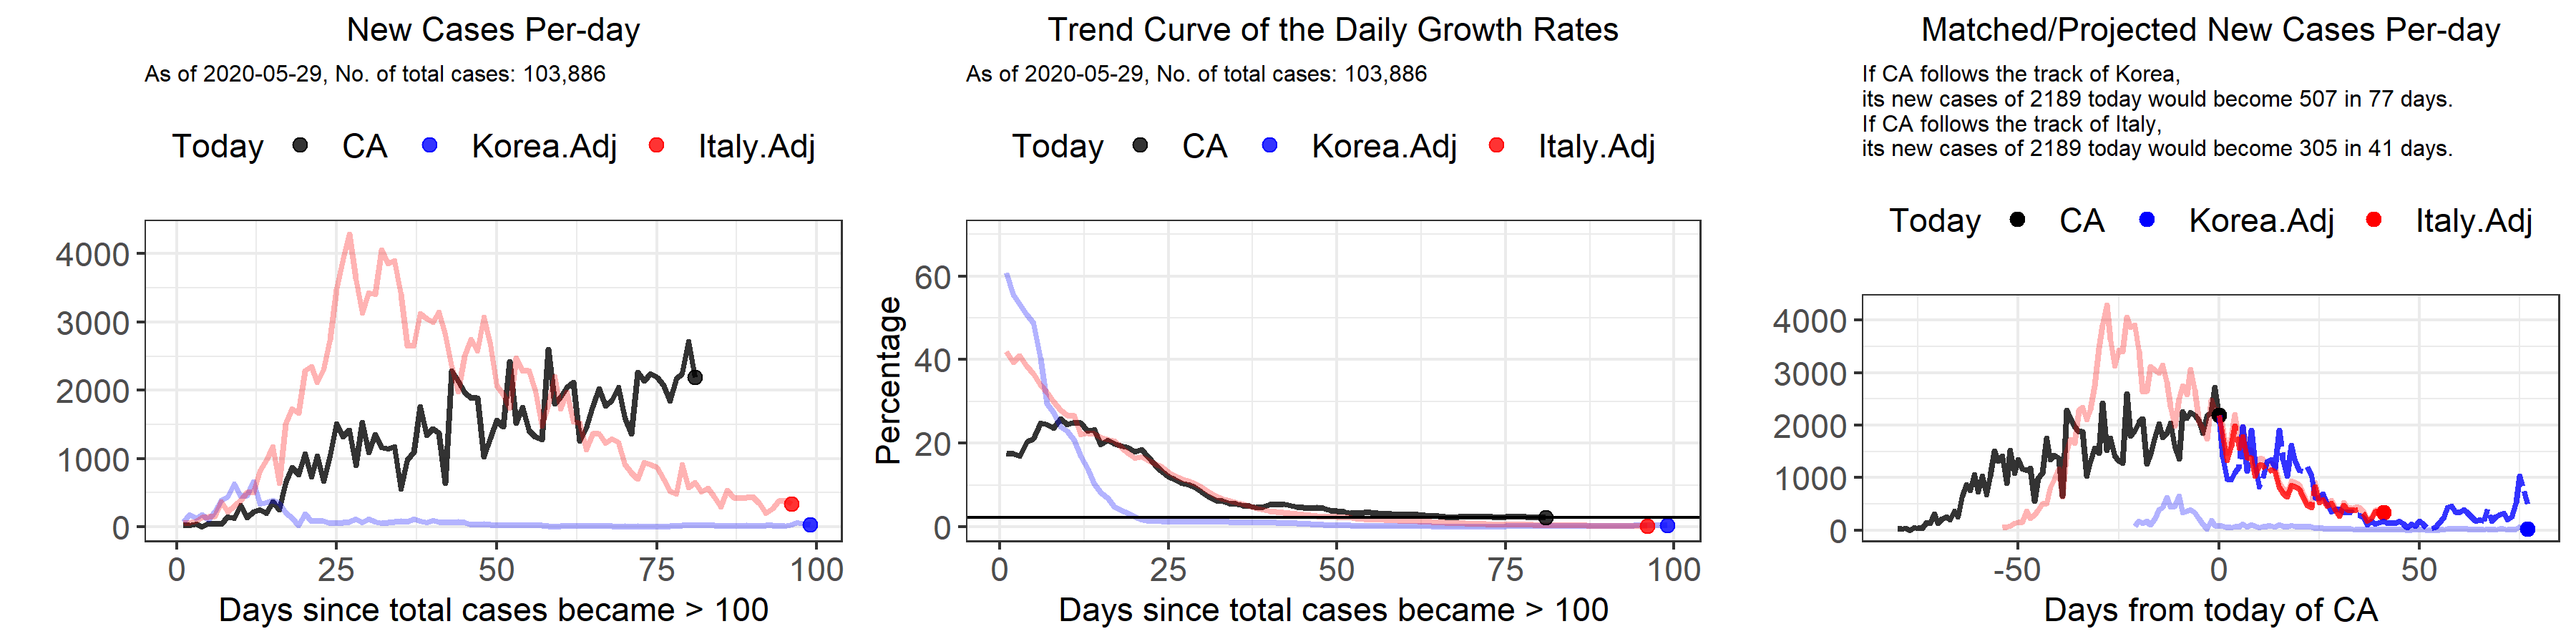 New Cases Per-day
As of 2020-05-29, No. of total cases: 103,886
Today CA Korea.Adj Italy.Adj
4000
3000
2000
1000
0
0 25 50 75 100
Days since total cases became > 100
Trend Curve of the Daily Growth Rates
As of 2020-05-29, No. of total cases: 103,886
Today CA Korea.Adj Italy.Adj
Percentage
60
40
20
0
0 25 50 75 100
Days since total cases became > 100
Matched/Projected New Cases Per-day
If CA follows the track of Korea,
its new cases of 2189 today would become 507 in 77 days.
If CA follows the track of Italy,
its new cases of 2189 today would become 305 in 41 days.
Today CA Korea.Adj Italy.Adj
4000
3000
2000
1000
0
-50 0 50
Days from today of CA